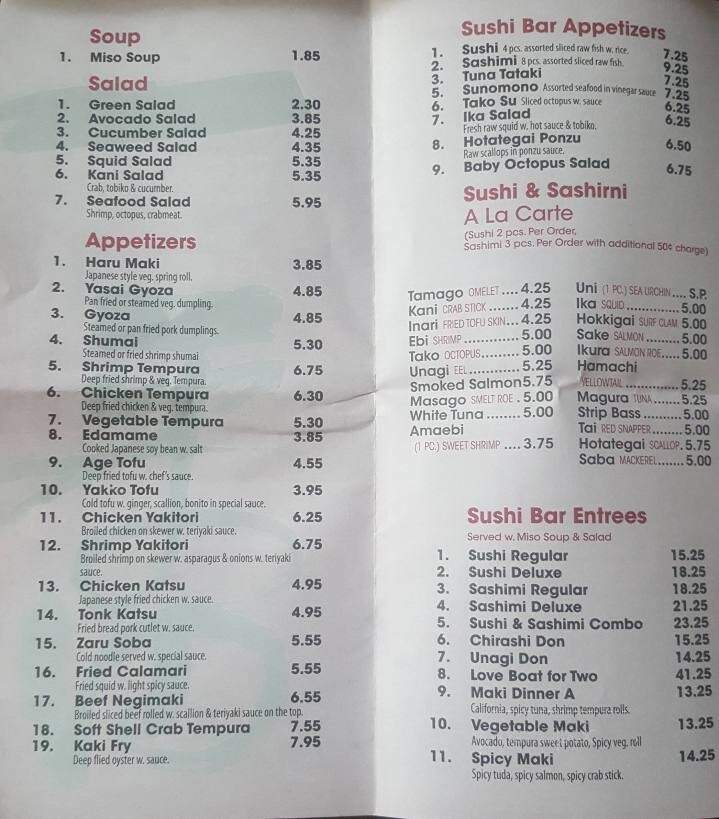 Soup
1. Miso Soup 1.85
Salad
1. Green Salad 2.30
2. Avocado Salad 3.85
3. Cucumber Salad 4.25
4. Seaweed Salad 4.35
5. Squid Salad 5.35
6. Kani Salad 5.35
Crab, tobiko & cucumber.
7. Seafood Salad 5.95
Shrimp, octopus, crabmeat.
Appetizers
1. Haru Maki 3.85
Japanese style veg. spring roll.
2. Yasai Gyoza 4.85
Pan fried or steamed veg. dumpling.
3. Gyoza 4.85
Steamed or pan fried pork dumplings.
4. Shumai 5.30
Steamed or fried shrimp shumai
5. Shrimp Tempura 6.75
Deep fried shrimp & veg. Tempura.
6. Chicken Tempura 6.30
Deep fried chicken & veg. tempura.
7. Vegetable Tempura 5.30
8. Edamame 3.85
Cooked Japanese soy bean w. salt
9. Age Tofu 4.55
Deep fried tofu w. chef's sauce.
10. Yakko Tofu 3.95
Cold tofu w. ginger, scallion, bonito in special sauce.
11. Chicken Yakitori 6.25
Broiled chicken on skewer w. teriyaki sauce.
12. Shrimp Yakitori 6.75
Broiled shrimp on skewer w. asparagus & onions w. teriyaki
sauce.
13. Chicken Katsu 4.95
Japanese style fried chicken w. sauce.
14. Tonk Katsu 4.95
Fried bread pork cutlet w. sauce.
15. Zaru Soba 5.55
Cold noodle served w. special sauce.
16. Fried Calamari 5.55
Fried squid w. light spicy sauce.
17. Beef Negimaki 6.55
Broiled sliced beef rolled w. scallion & teriyaki sauce on the top.
18. Soft Shell Crab Tempura 7.55
19. Kaki Fry 7.95
Deep flied oyster w. sauce.
Sushi Bar Appetizers
1. Sushi 4 pcs. assorted sliced raw fish w. rice. 7.25
2. Sashimi 8 pcs. assorted sliced raw fish. 9.25
3. Tuna Tataki 7.25
5. Sunomono Assorted seafood in vinegar sauce 7.25
6. Tako Su Sliced octopus w. sauce 6.25
7. Ika Salad 6.25
Fresh raw squid w. hot sauce & tobiko.
8. Hotategai Ponzu 6.50
Raw scallops in ponzu sauce.
9. Baby Octopus Salad 6.75
Sushi & Sashirni
A La Carte
(Sushi 2 pcs. Per Order,
Sashimi 3 pcs. Per Order with additional 50¢ charge)
Tamago OMELET .... 4.25
Kani CRAB STICK ....... 4.25
Inari FRIED TOFU SKIN... 4.25
Ebi SHRIMP ............. 5.00
Tako OCTOPUS......... 5.00
Unagi EEL ............ 5.25
Smoked Salmon5.75
Masago SMELT ROE . 5.00
White Tuna ........ 5.00
Amaebi
(1 PC.) SWEET SHRIMP .... 3.75
Uni (1 PC.) SEA URCHIN .... S.P.
Ika SQUID ............. 5.00
Hokkigai SURF CLAM 5.00
Sake SALMON ......... 5.00
Ikura SALMON ROE..... 5.00
Hamachi
YELLOWTAIL ............. 5.25
Magura TUNA....... 5.25
Strip Bass .......... 5.00
Tai RED SNAPPER........ 5.00
Hotategai SCALLOP. 5.75
Saba MACKEREL....... 5.00
Sushi Bar Entrees
Served w. Miso Soup & Salad
1. Sushi Regular 15.25
2. Sushi Deluxe 18.25
3. Sashimi Regular 18.25
4. Sashimi Deluxe 21.25
5. Sushi & Sashimi Combo 23.25
6. Chirashi Don 15.25
7. Unagi Don 14.25
8. Love Boat for Two 41.25
9. Maki Dinner A 13.25
California, spicy tuna, shrimp tempura rolls.
10. Vegetable Maki 13.25
Avocado, tempura sweet potato, Spicy veg. roll
11. Spicy Maki 14.25
Spicy tuda, spicy salmon, spicy crab stick.